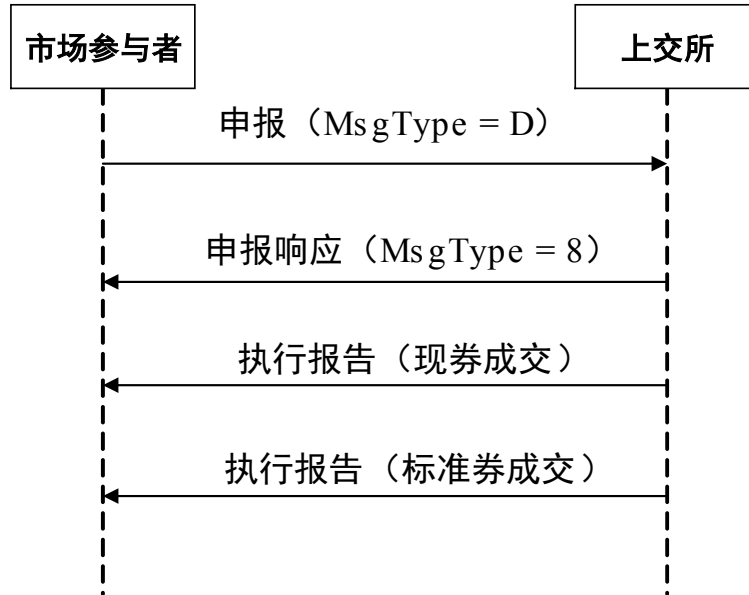 市场参与者
上交所
申报（MsgType = D）
申报响应（MsgType = 8）
执行报告（现券成交）
执行报告（标准券成交）